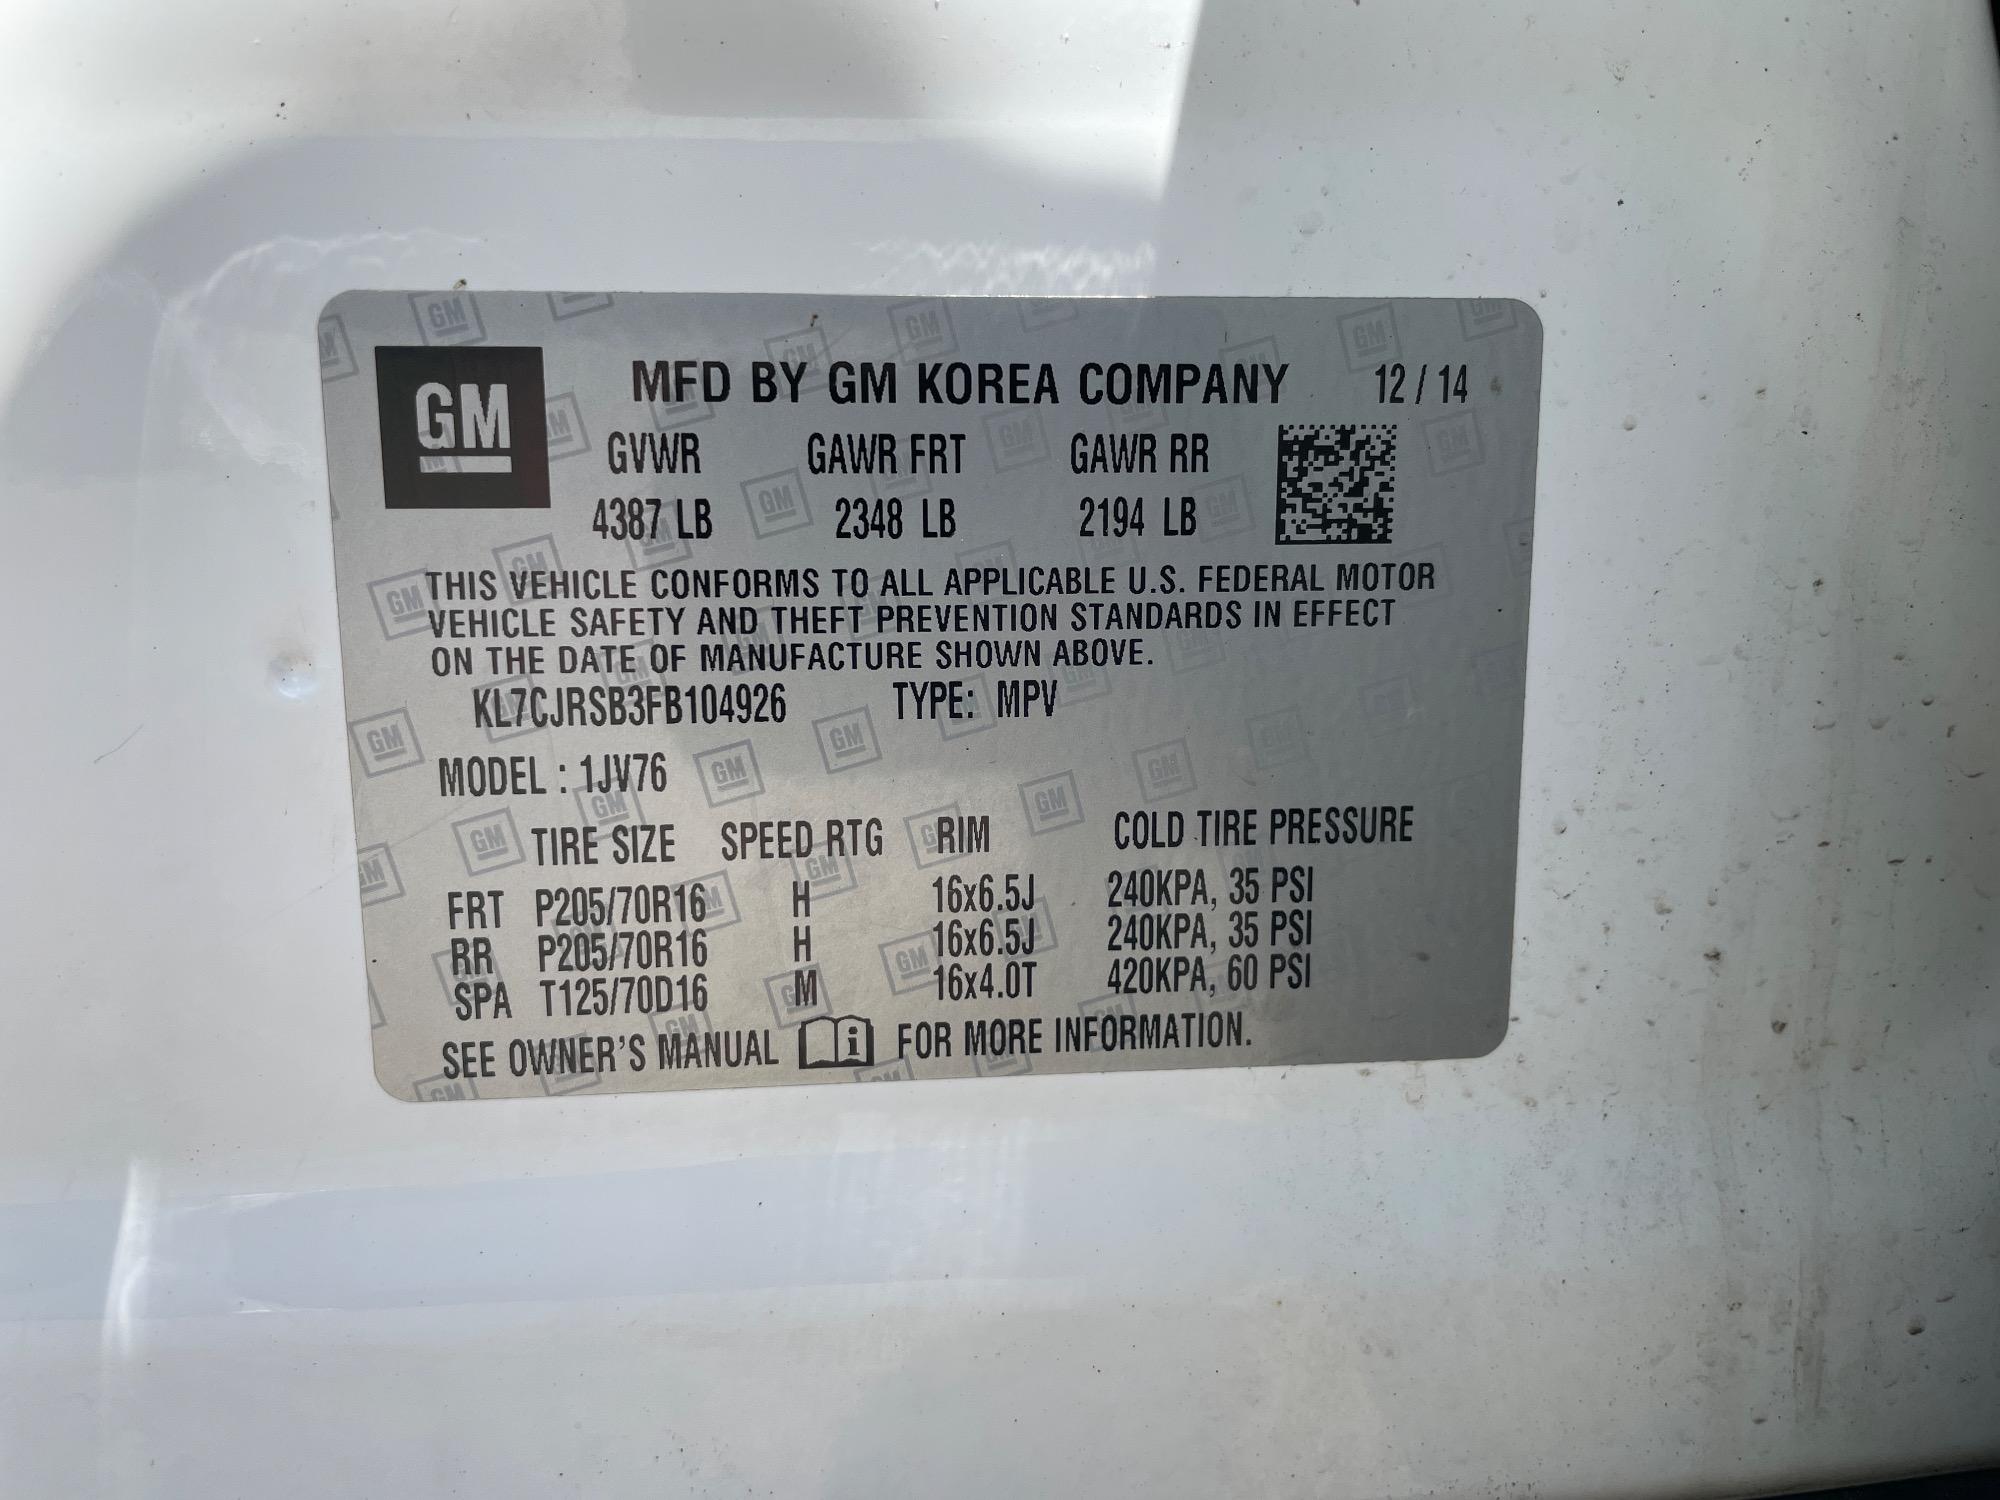 GM
MFD BY GM KOREA COMPANY 12 / 14
GVWR GAWR FRT GAWR RR
4387 LB 2348 LB 2194 LB
THIS VEHICLE CONFORMS TO ALL APPLICABLE U.S. FEDERAL MOTOR
VEHICLE SAFETY AND THEFT PREVENTION STANDARDS IN EFFECT
ON THE DATE OF MANUFACTURE SHOWN ABOVE.
KL7CJRSB3FB104926 TYPE: MPV
MODEL : 1JV76
TIRE SIZE SPEED RTG RIM COLD TIRE PRESSURE
FRT P205/70R16 H 16x6.5J 240KPA, 35 PSI
RR P205/70R16 H 16x6.5J 240KPA, 35 PSI
SPA T125/70D16 M 16x4.0T 420KPA, 60 PSI
SEE OWNER'S MANUAL i FOR MORE INFORMATION.